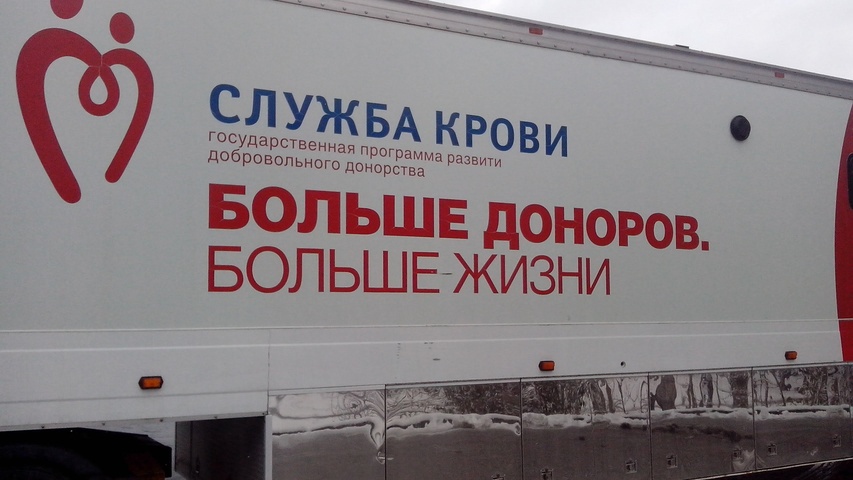 СЛУЖБА КРОВИ
государственная программа развити
добровольного донорства
БОЛЬШЕ ДОНОРОВ.
БОЛЬШЕ ЖИЗНИ